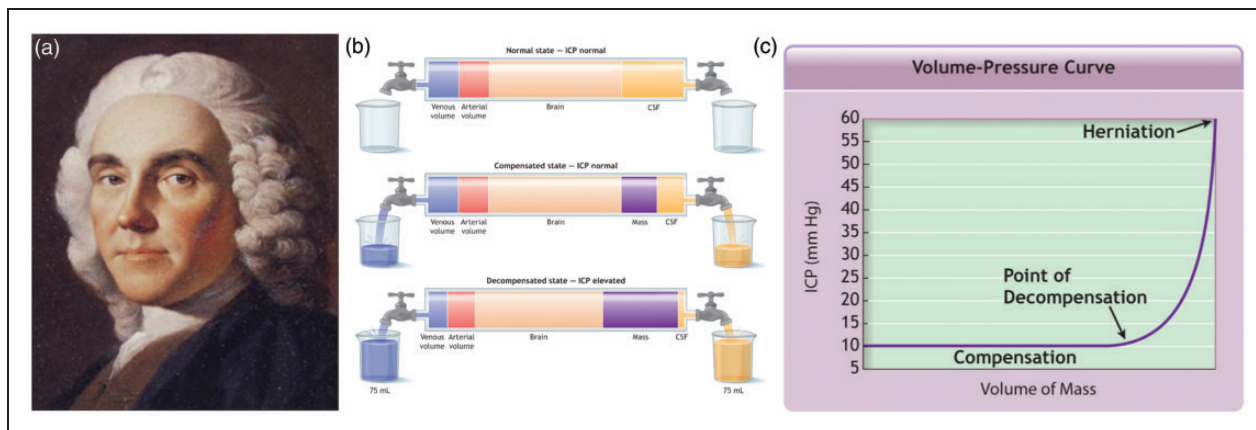 (a)
(b)
Normal state — ICP normal
Venous volume
Arterial volume
Brain
CSF
Compensated state — ICP normal
Venous volume
Arterial volume
Brain
Mass
CSF
Decompensated state — ICP elevated
Venous volume
Arterial volume
Brain
Mass
CSF
75 mL
75 mL
(c)
Volume-Pressure Curve
ICP (mm Hg)
60
55
50
45
40
35
30
25
20
15
10
5
Herniation
Point of
Decompensation
Compensation
Volume of Mass